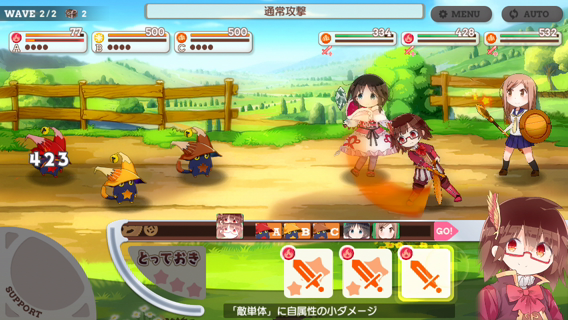 WAVE 2/2 2
通常攻撃
MENU
AUTO
77
500
500
334
428
532
A
B
C
423
A B C GO!
とっておき
SUPPORT
「敵単体」に自属性の小ダメージ